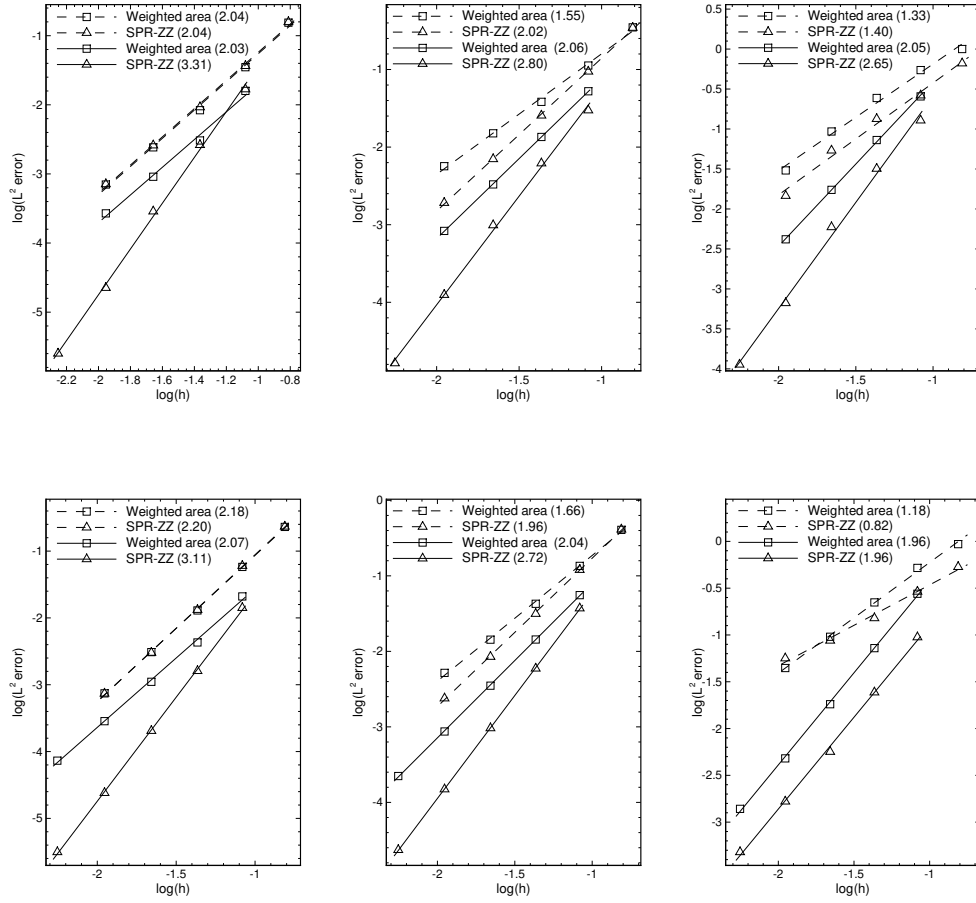 Weighted area (2.04)
SPR-ZZ (2.04)
Weighted area (2.03)
SPR-ZZ (3.31)
-1
-2
-3
-4
-5
log(L² error)
-2.2 -2 -1.8 -1.6 -1.4 -1.2 -1 -0.8
log(h)
Weighted area (1.55)
SPR-ZZ (2.02)
Weighted area (2.06)
SPR-ZZ (2.80)
-1
-2
-3
-4
log(L² error)
-2 -1.5 -1
log(h)
Weighted area (1.33)
SPR-ZZ (1.40)
Weighted area (2.05)
SPR-ZZ (2.65)
0.5
0
-0.5
-1
-1.5
-2
-2.5
-3
-3.5
-4
log(L² error)
-2 -1.5 -1
log(h)
Weighted area (2.18)
SPR-ZZ (2.20)
Weighted area (2.07)
SPR-ZZ (3.11)
-1
-2
-3
-4
-5
log(L² error)
-2 -1.5 -1
log(h)
Weighted area (1.66)
SPR-ZZ (1.96)
Weighted area (2.04)
SPR-ZZ (2.72)
0
-1
-2
-3
-4
log(L² error)
-2 -1.5 -1
log(h)
Weighted area (1.18)
SPR-ZZ (0.82)
Weighted area (1.96)
SPR-ZZ (1.96)
0
-0.5
-1
-1.5
-2
-2.5
-3
log(L² error)
-2 -1.5 -1
log(h)